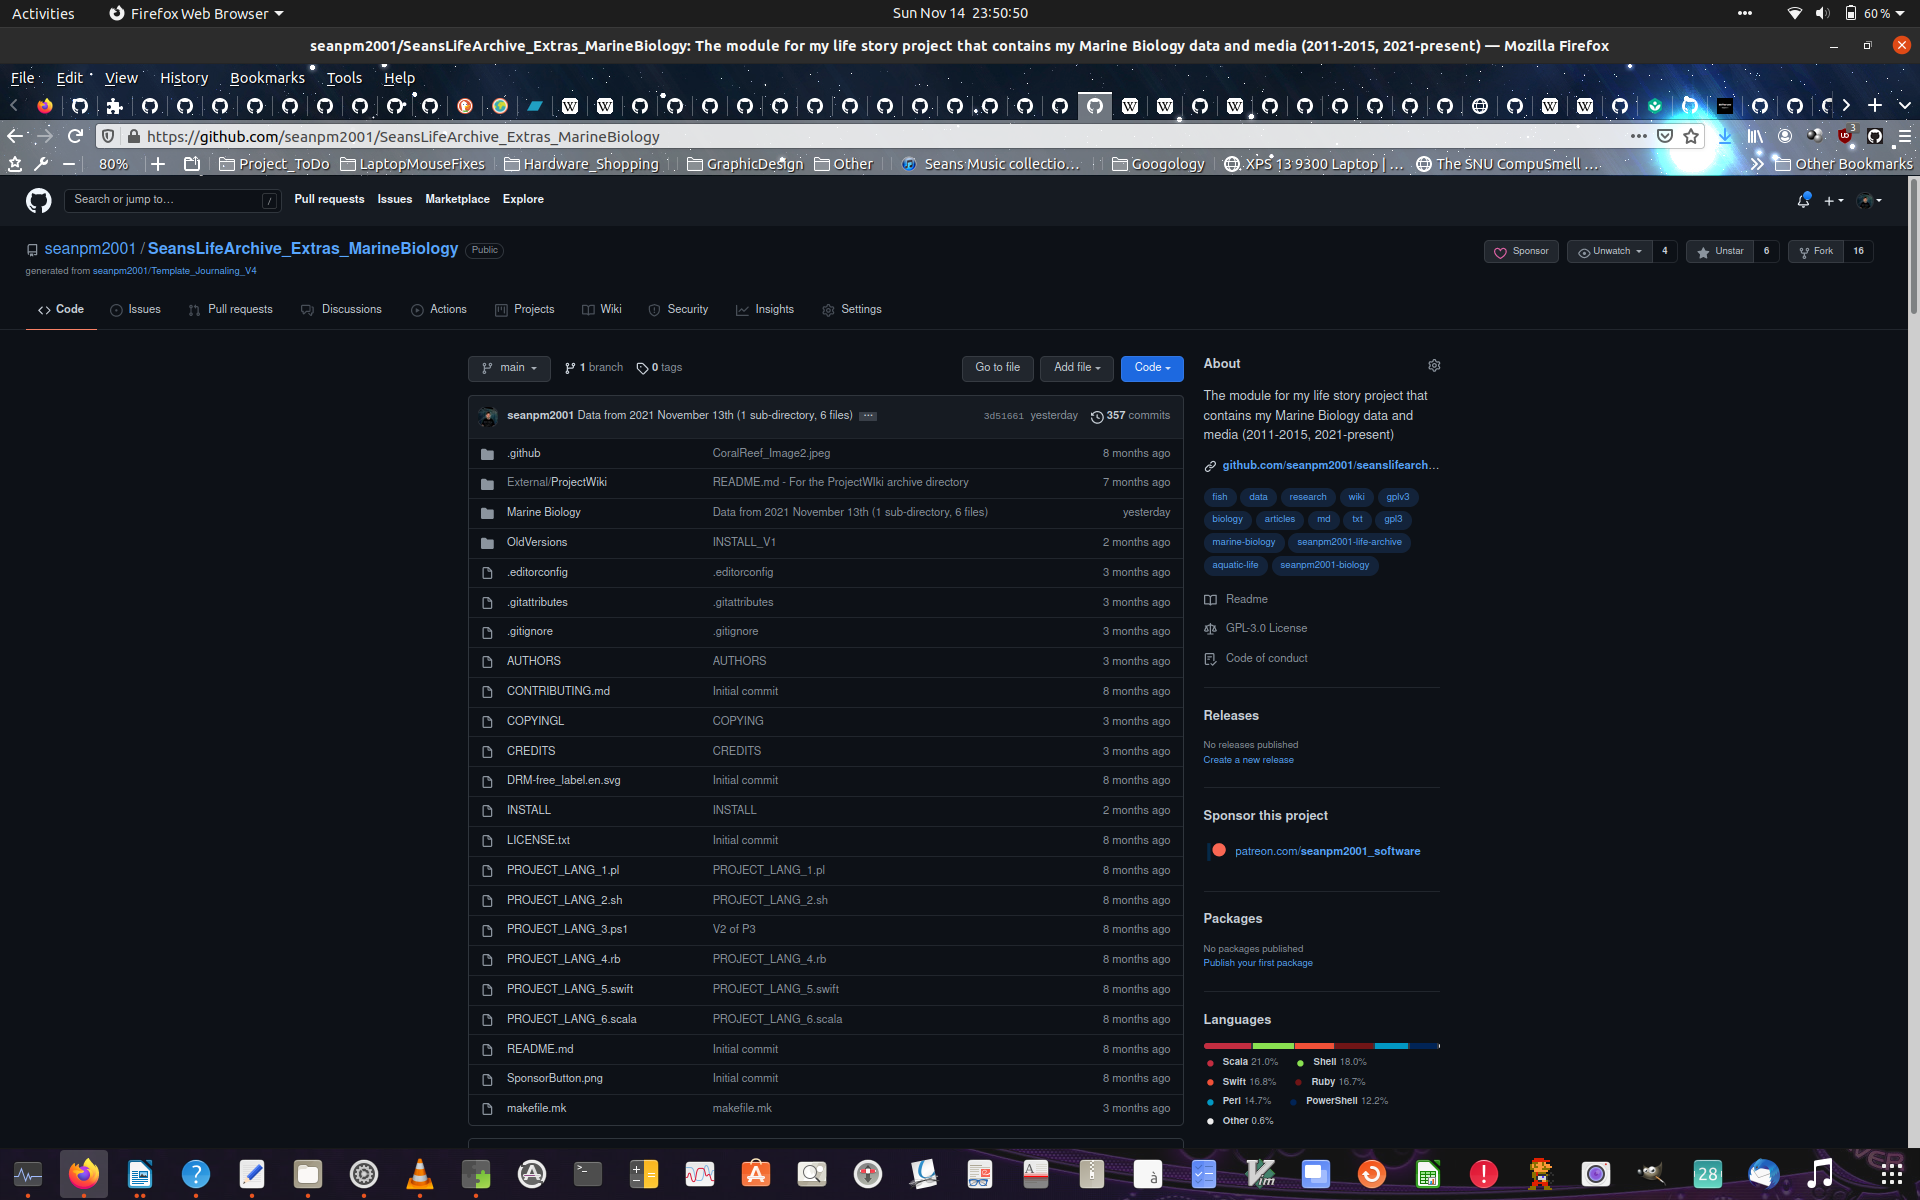 Activities Firefox Web Browser Sun Nov 14 23:50:50 60 %
seanpm2001/SeansLifeArchive_Extras_MarineBiology: The module for my life story project that contains my Marine Biology data and media (2011-2015, 2021-present) — Mozilla Firefox
File Edit View History Bookmarks Tools Help
https://github.com/seanpm2001/SeansLifeArchive_Extras_MarineBiology 3
80% Project_ToDo LaptopMouseFixes Hardware_Shopping GraphicDesign Other Seans Music collectio… Googology XPS 13 9300 Laptop | … The SNU CompuSmell … Other Bookmarks
Search or jump to… / Pull requests Issues Marketplace Explore
seanpm2001 / SeansLifeArchive_Extras_MarineBiology Public Sponsor Unwatch 4 Unstar 6 Fork 16
generated from seanpm2001/Template_Journaling_V4
Code Issues Pull requests Discussions Actions Projects Wiki Security Insights Settings
main 1 branch 0 tags Go to file Add file Code
seanpm2001 Data from 2021 November 13th (1 sub-directory, 6 files) ··· 3d51661 yesterday 357 commits
.github CoralReef_Image2.jpeg 8 months ago
External/ProjectWiki README.md - For the ProjectWIki archive directory 7 months ago
Marine Biology Data from 2021 November 13th (1 sub-directory, 6 files) yesterday
OldVersions INSTALL_V1 2 months ago
.editorconfig .editorconfig 3 months ago
.gitattributes .gitattributes 3 months ago
.gitignore .gitignore 3 months ago
AUTHORS AUTHORS 3 months ago
CONTRIBUTING.md Initial commit 8 months ago
COPYINGL COPYING 3 months ago
CREDITS CREDITS 3 months ago
DRM-free_label.en.svg Initial commit 8 months ago
INSTALL INSTALL 2 months ago
LICENSE.txt Initial commit 8 months ago
PROJECT_LANG_1.pl PROJECT_LANG_1.pl 8 months ago
PROJECT_LANG_2.sh PROJECT_LANG_2.sh 8 months ago
PROJECT_LANG_3.ps1 V2 of P3 8 months ago
PROJECT_LANG_4.rb PROJECT_LANG_4.rb 8 months ago
PROJECT_LANG_5.swift PROJECT_LANG_5.swift 8 months ago
PROJECT_LANG_6.scala PROJECT_LANG_6.scala 8 months ago
README.md Initial commit 8 months ago
SponsorButton.png Initial commit 8 months ago
makefile.mk makefile.mk 3 months ago
About
The module for my life story project that
contains my Marine Biology data and
media (2011-2015, 2021-present)
github.com/seanpm2001/seanslifearch…
fish data research wiki gplv3
biology articles md txt gpl3
marine-biology seanpm2001-life-archive
aquatic-life seanpm2001-biology
Readme
GPL-3.0 License
Code of conduct
Releases
No releases published
Create a new release
Sponsor this project
patreon.com/seanpm2001_software
Packages
No packages published
Publish your first package
Languages
Scala 21.0% Shell 18.0%
Swift 16.8% Ruby 16.7%
Perl 14.7% PowerShell 12.2%
Other 0.6%
28